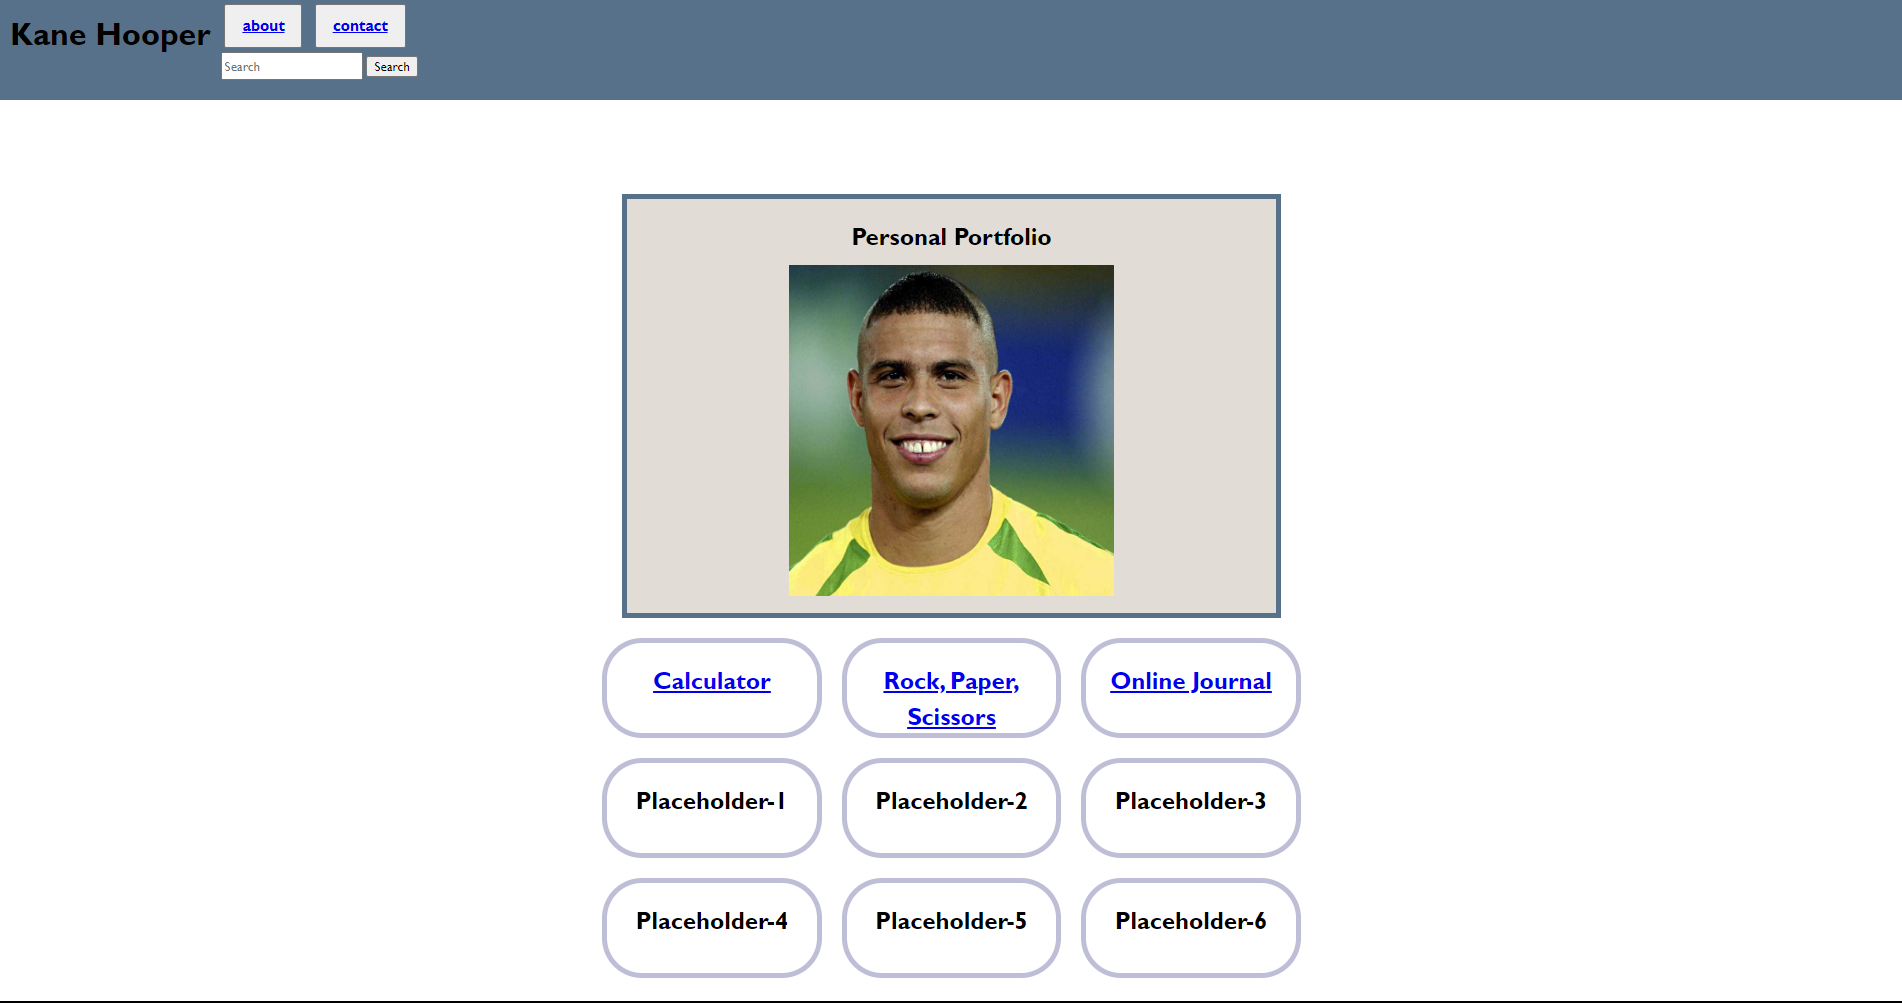 Kane Hooper
about
contact
Search
Search
Personal Portfolio
Calculator
Rock, Paper,
Scissors
Online Journal
Placeholder-1
Placeholder-2
Placeholder-3
Placeholder-4
Placeholder-5
Placeholder-6